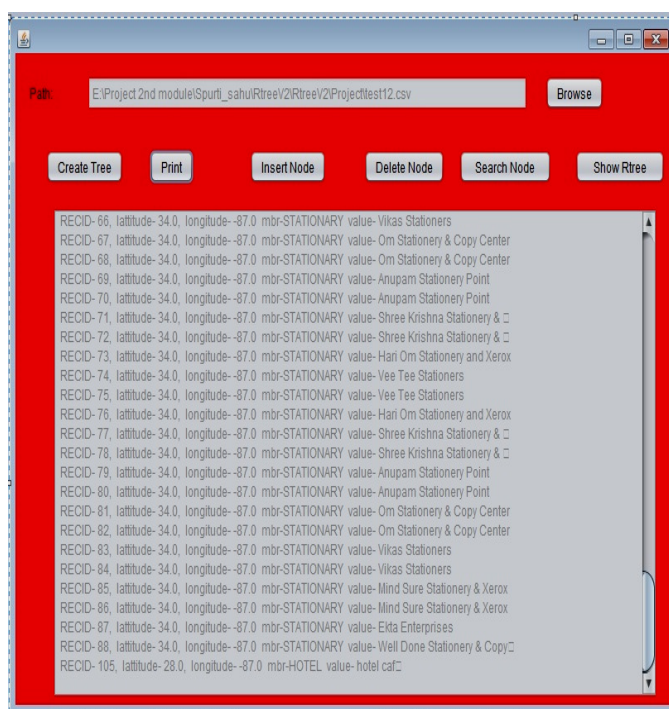 Path:
E:\Project 2nd module\Spurti_sahu\RtreeV2\RtreeV2\Project\test12.csv
Browse
Create Tree
Print
Insert Node
Delete Node
Search Node
Show Rtree
RECID- 66, lattitude- 34.0, longitude- -87.0 mbr-STATIONARY value- Vikas Stationers
RECID- 67, lattitude- 34.0, longitude- -87.0 mbr-STATIONARY value- Om Stationery & Copy Center
RECID- 68, lattitude- 34.0, longitude- -87.0 mbr-STATIONARY value- Om Stationery & Copy Center
RECID- 69, lattitude- 34.0, longitude- -87.0 mbr-STATIONARY value- Anupam Stationery Point
RECID- 70, lattitude- 34.0, longitude- -87.0 mbr-STATIONARY value- Anupam Stationery Point
RECID- 71, lattitude- 34.0, longitude- -87.0 mbr-STATIONARY value- Shree Krishna Stationery & □
RECID- 72, lattitude- 34.0, longitude- -87.0 mbr-STATIONARY value- Shree Krishna Stationery & □
RECID- 73, lattitude- 34.0, longitude- -87.0 mbr-STATIONARY value- Hari Om Stationery and Xerox
RECID- 74, lattitude- 34.0, longitude- -87.0 mbr-STATIONARY value- Vee Tee Stationers
RECID- 75, lattitude- 34.0, longitude- -87.0 mbr-STATIONARY value- Vee Tee Stationers
RECID- 76, lattitude- 34.0, longitude- -87.0 mbr-STATIONARY value- Hari Om Stationery and Xerox
RECID- 77, lattitude- 34.0, longitude- -87.0 mbr-STATIONARY value- Shree Krishna Stationery & □
RECID- 78, lattitude- 34.0, longitude- -87.0 mbr-STATIONARY value- Shree Krishna Stationery & □
RECID- 79, lattitude- 34.0, longitude- -87.0 mbr-STATIONARY value- Anupam Stationery Point
RECID- 80, lattitude- 34.0, longitude- -87.0 mbr-STATIONARY value- Anupam Stationery Point
RECID- 81, lattitude- 34.0, longitude- -87.0 mbr-STATIONARY value- Om Stationery & Copy Center
RECID- 82, lattitude- 34.0, longitude- -87.0 mbr-STATIONARY value- Om Stationery & Copy Center
RECID- 83, lattitude- 34.0, longitude- -87.0 mbr-STATIONARY value- Vikas Stationers
RECID- 84, lattitude- 34.0, longitude- -87.0 mbr-STATIONARY value- Vikas Stationers
RECID- 85, lattitude- 34.0, longitude- -87.0 mbr-STATIONARY value- Mind Sure Stationery & Xerox
RECID- 86, lattitude- 34.0, longitude- -87.0 mbr-STATIONARY value- Mind Sure Stationery & Xerox
RECID- 87, lattitude- 34.0, longitude- -87.0 mbr-STATIONARY value- Ekta Enterprises
RECID- 88, lattitude- 34.0, longitude- -87.0 mbr-STATIONARY value- Well Done Stationery & Copy□
RECID- 105, lattitude- 28.0, longitude- -87.0 mbr-HOTEL value- hotel caf□